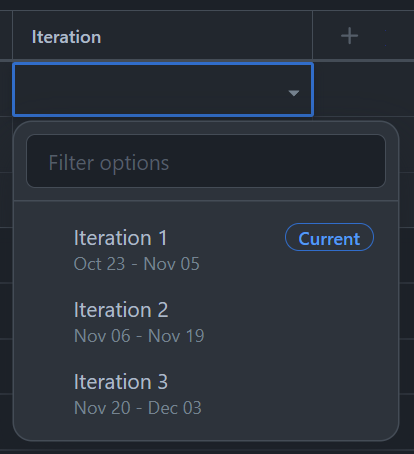 Iteration
Filter options
Iteration 1
Current
Oct 23 - Nov 05
Iteration 2
Nov 06 - Nov 19
Iteration 3
Nov 20 - Dec 03